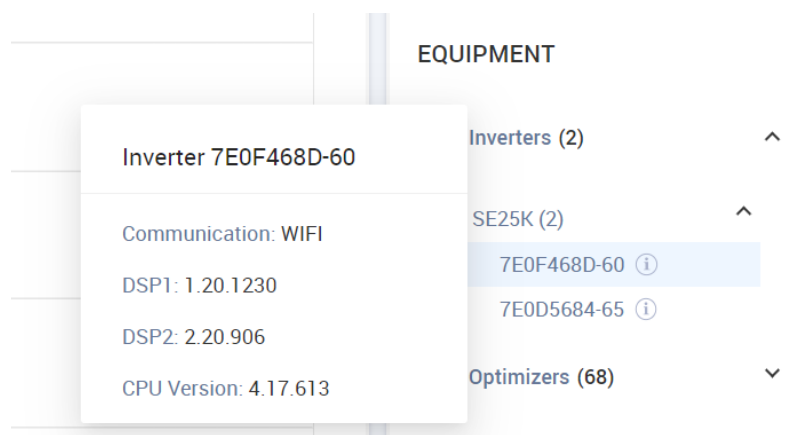 EQUIPMENT
Inverters (2)
SE25K (2)
7E0F468D-60
7E0D5684-65
Optimizers (68)
Inverter 7E0F468D-60
Communication: WIFI
DSP1: 1.20.1230
DSP2: 2.20.906
CPU Version: 4.17.613